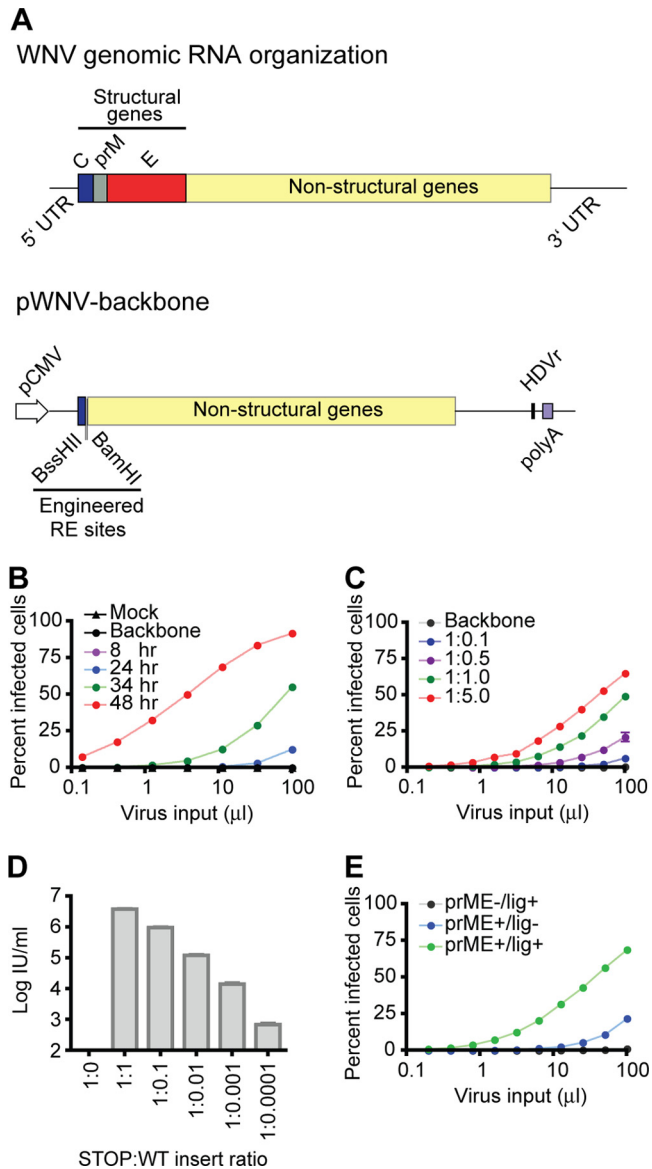 A
WNV genomic RNA organization
Structural
genes
C
prM
E
Non-structural genes
5‘ UTR
3‘ UTR
pWNV-backbone
pCMV
HDVr
Non-structural genes
BssHII
BamHI
polyA
Engineered
RE sites
B
Percent infected cells
100
75
50
25
0
Mock
Backbone
8 hr
24 hr
34 hr
48 hr
0.1
1
10
100
Virus input (µl)
C
Percent infected cells
100
75
50
25
0
Backbone
1:0.1
1:0.5
1:1.0
1:5.0
0.1
1
10
100
Virus input (µl)
D
Log IU/ml
7
6
5
4
3
2
1:0
1:1
1:0.1
1:0.01
1:0.001
1:0.0001
STOP:WT insert ratio
E
Percent infected cells
100
75
50
25
0
prME-/lig+
prME+/lig-
prME+/lig+
0.1
1
10
100
Virus input (µl)